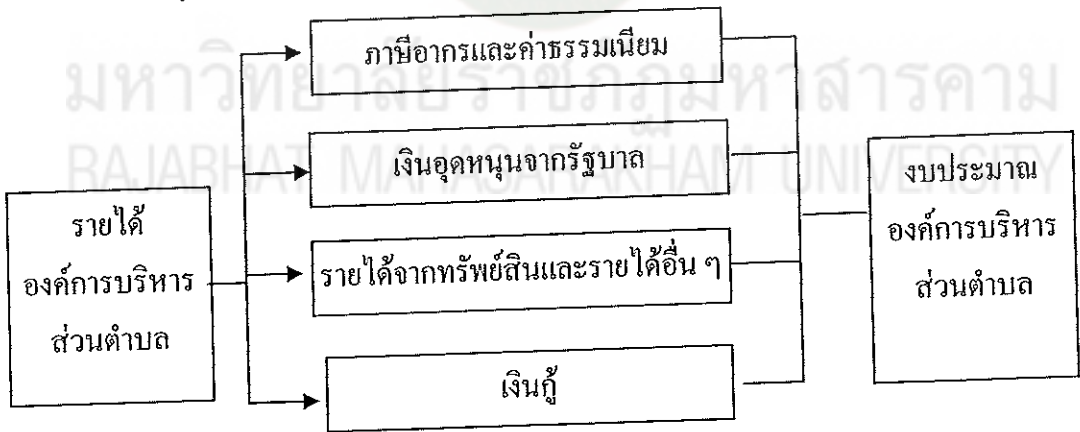 ภาษีอากรและค่าธรรมเนียม
มหาวิทยาลัยราชภัฏมหาสารคาม
เงินอุดหนุนจากรัฐบาล
RAJABHAT MAHASARAKHAM UNIVERSITY
รายได้
องค์การบริหาร
ส่วนตำบล
รายได้จากทรัพย์สินและรายได้อื่น ๆ
เงินกู้
งบประมาณ
องค์การบริหาร
ส่วนตำบล